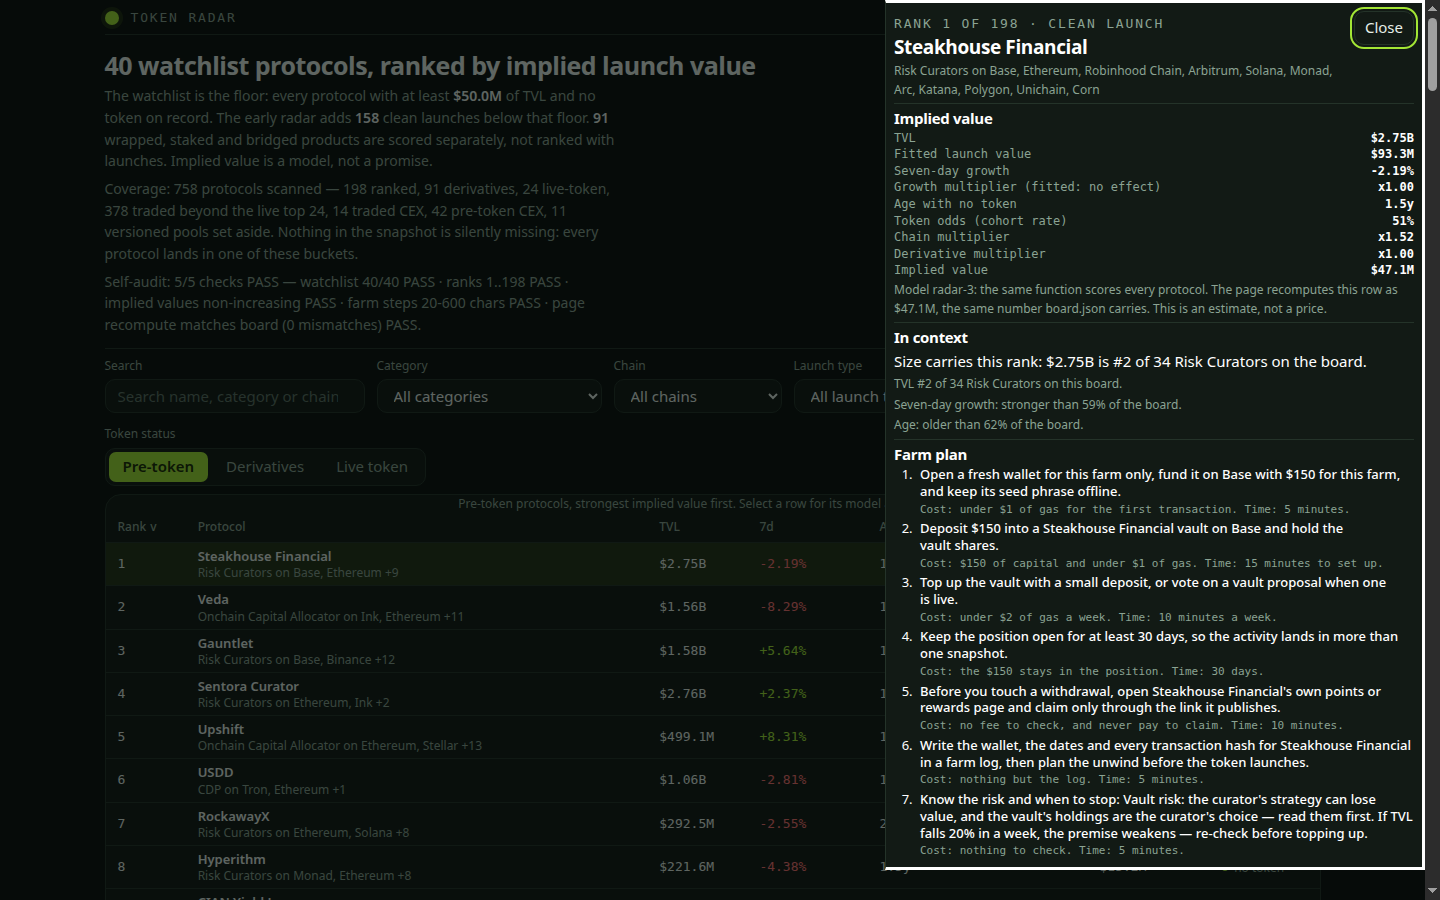 TOKEN RADAR
40 watchlist protocols, ranked by implied launch value
The watchlist is the floor: every protocol with at least $50.0M of TVL and no
token on record. The early radar adds 158 clean launches below that floor. 91
wrapped, staked and bridged products are scored separately, not ranked with
launches. Implied value is a model, not a promise.
Coverage: 758 protocols scanned — 198 ranked, 91 derivatives, 24 live-token,
378 traded beyond the live top 24, 14 traded CEX, 42 pre-token CEX, 11
versioned pools set aside. Nothing in the snapshot is silently missing: every
protocol lands in one of these buckets.
Self-audit: 5/5 checks PASS — watchlist 40/40 PASS · ranks 1..198 PASS ·
implied values non-increasing PASS · farm steps 20-600 chars PASS · page
recompute matches board (0 mismatches) PASS.
Search
Category
Chain
Launch type
Search name, category or chain
All categories
All chains
All launch
Token status
Pre-token
Derivatives
Live token
Pre-token protocols, strongest implied value first. Select a row for its model
Rank v
Protocol
TVL
7d
1
Steakhouse Financial
Risk Curators on Base, Ethereum +9
$2.75B
-2.19%
2
Veda
Onchain Capital Allocator on Ink, Ethereum +11
$1.56B
-8.29%
3
Gauntlet
Risk Curators on Base, Binance +12
$1.58B
+5.64%
4
Sentora Curator
Risk Curators on Ethereum, Ink +2
$2.76B
+2.37%
5
Upshift
Onchain Capital Allocator on Ethereum, Stellar +13
$499.1M
+8.31%
6
USDD
CDP on Tron, Ethereum +1
$1.06B
-2.81%
7
RockawayX
Risk Curators on Ethereum, Solana +8
$292.5M
-2.55%
8
Hyperithm
Risk Curators on Monad, Ethereum +8
$221.6M
-4.38%
RANK 1 OF 198 · CLEAN LAUNCH
Close
Steakhouse Financial
Risk Curators on Base, Ethereum, Robinhood Chain, Arbitrum, Solana, Monad,
Arc, Katana, Polygon, Unichain, Corn
Implied value
TVL $2.75B
Fitted launch value $93.3M
Seven-day growth -2.19%
Growth multiplier (fitted: no effect) x1.00
Age with no token 1.5y
Token odds (cohort rate) 51%
Chain multiplier x1.52
Derivative multiplier x1.00
Implied value $47.1M
Model radar-3: the same function scores every protocol. The page recomputes this row as
$47.1M, the same number board.json carries. This is an estimate, not a price.
In context
Size carries this rank: $2.75B is #2 of 34 Risk Curators on the board.
TVL #2 of 34 Risk Curators on this board.
Seven-day growth: stronger than 59% of the board.
Age: older than 62% of the board.
Farm plan
1. Open a fresh wallet for this farm only, fund it on Base with $150 for this farm,
and keep its seed phrase offline.
Cost: under $1 of gas for the first transaction. Time: 5 minutes.
2. Deposit $150 into a Steakhouse Financial vault on Base and hold the
vault shares.
Cost: $150 of capital and under $1 of gas. Time: 15 minutes to set up.
3. Top up the vault with a small deposit, or vote on a vault proposal when one
is live.
Cost: under $2 of gas a week. Time: 10 minutes a week.
4. Keep the position open for at least 30 days, so the activity lands in more than
one snapshot.
Cost: the $150 stays in the position. Time: 30 days.
5. Before you touch a withdrawal, open Steakhouse Financial's own points or
rewards page and claim only through the link it publishes.
Cost: no fee to check, and never pay to claim. Time: 10 minutes.
6. Write the wallet, the dates and every transaction hash for Steakhouse Financial
in a farm log, then plan the unwind before the token launches.
Cost: nothing but the log. Time: 5 minutes.
7. Know the risk and when to stop: Vault risk: the curator's strategy can lose
value, and the vault's holdings are the curator's choice — read them first. If TVL
falls 20% in a week, the premise weakens — re-check before topping up.
Cost: nothing to check. Time: 5 minutes.